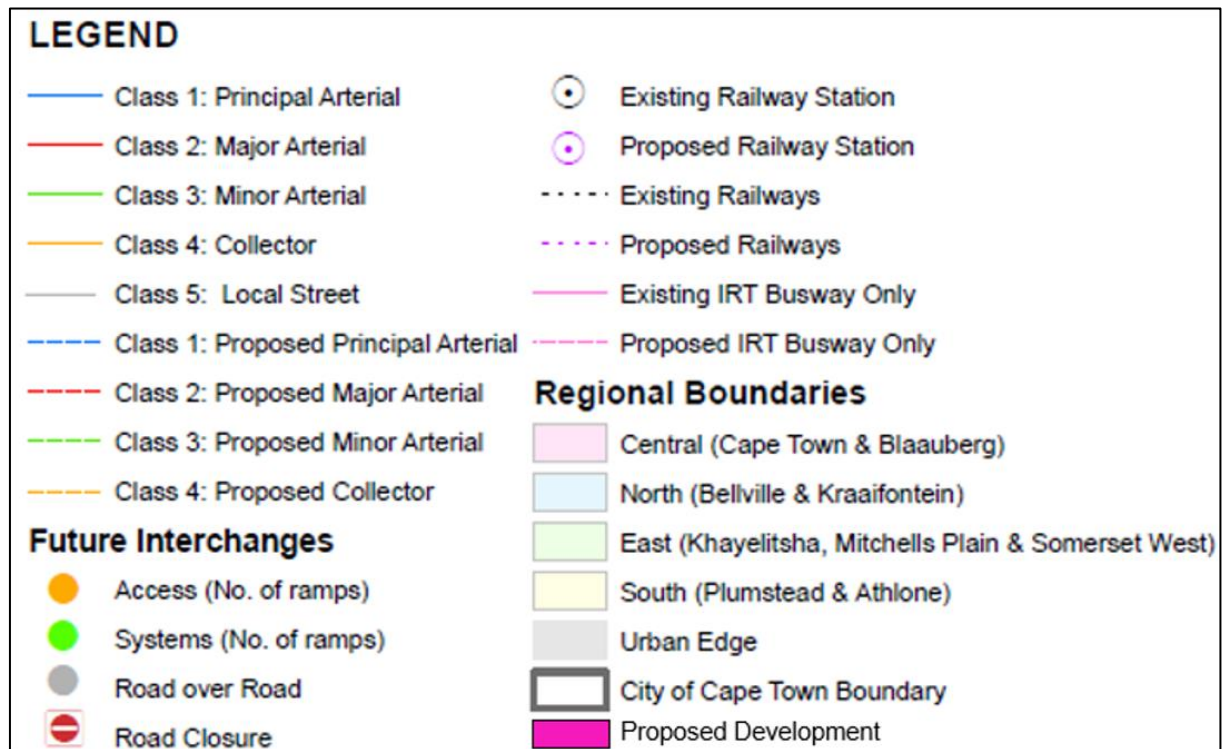 LEGEND
Class 1: Principal Arterial
Class 2: Major Arterial
Class 3: Minor Arterial
Class 4: Collector
Class 5: Local Street
Class 1: Proposed Principal Arterial
Class 2: Proposed Major Arterial
Class 3: Proposed Minor Arterial
Class 4: Proposed Collector
Future Interchanges
Access (No. of ramps)
Systems (No. of ramps)
Road over Road
Road Closure
Existing Railway Station
Proposed Railway Station
Existing Railways
Proposed Railways
Existing IRT Busway Only
Proposed IRT Busway Only
Regional Boundaries
Central (Cape Town & Blaauberg)
North (Bellville & Kraaifontein)
East (Khayelitsha, Mitchells Plain & Somerset West)
South (Plumstead & Athlone)
Urban Edge
City of Cape Town Boundary
Proposed Development